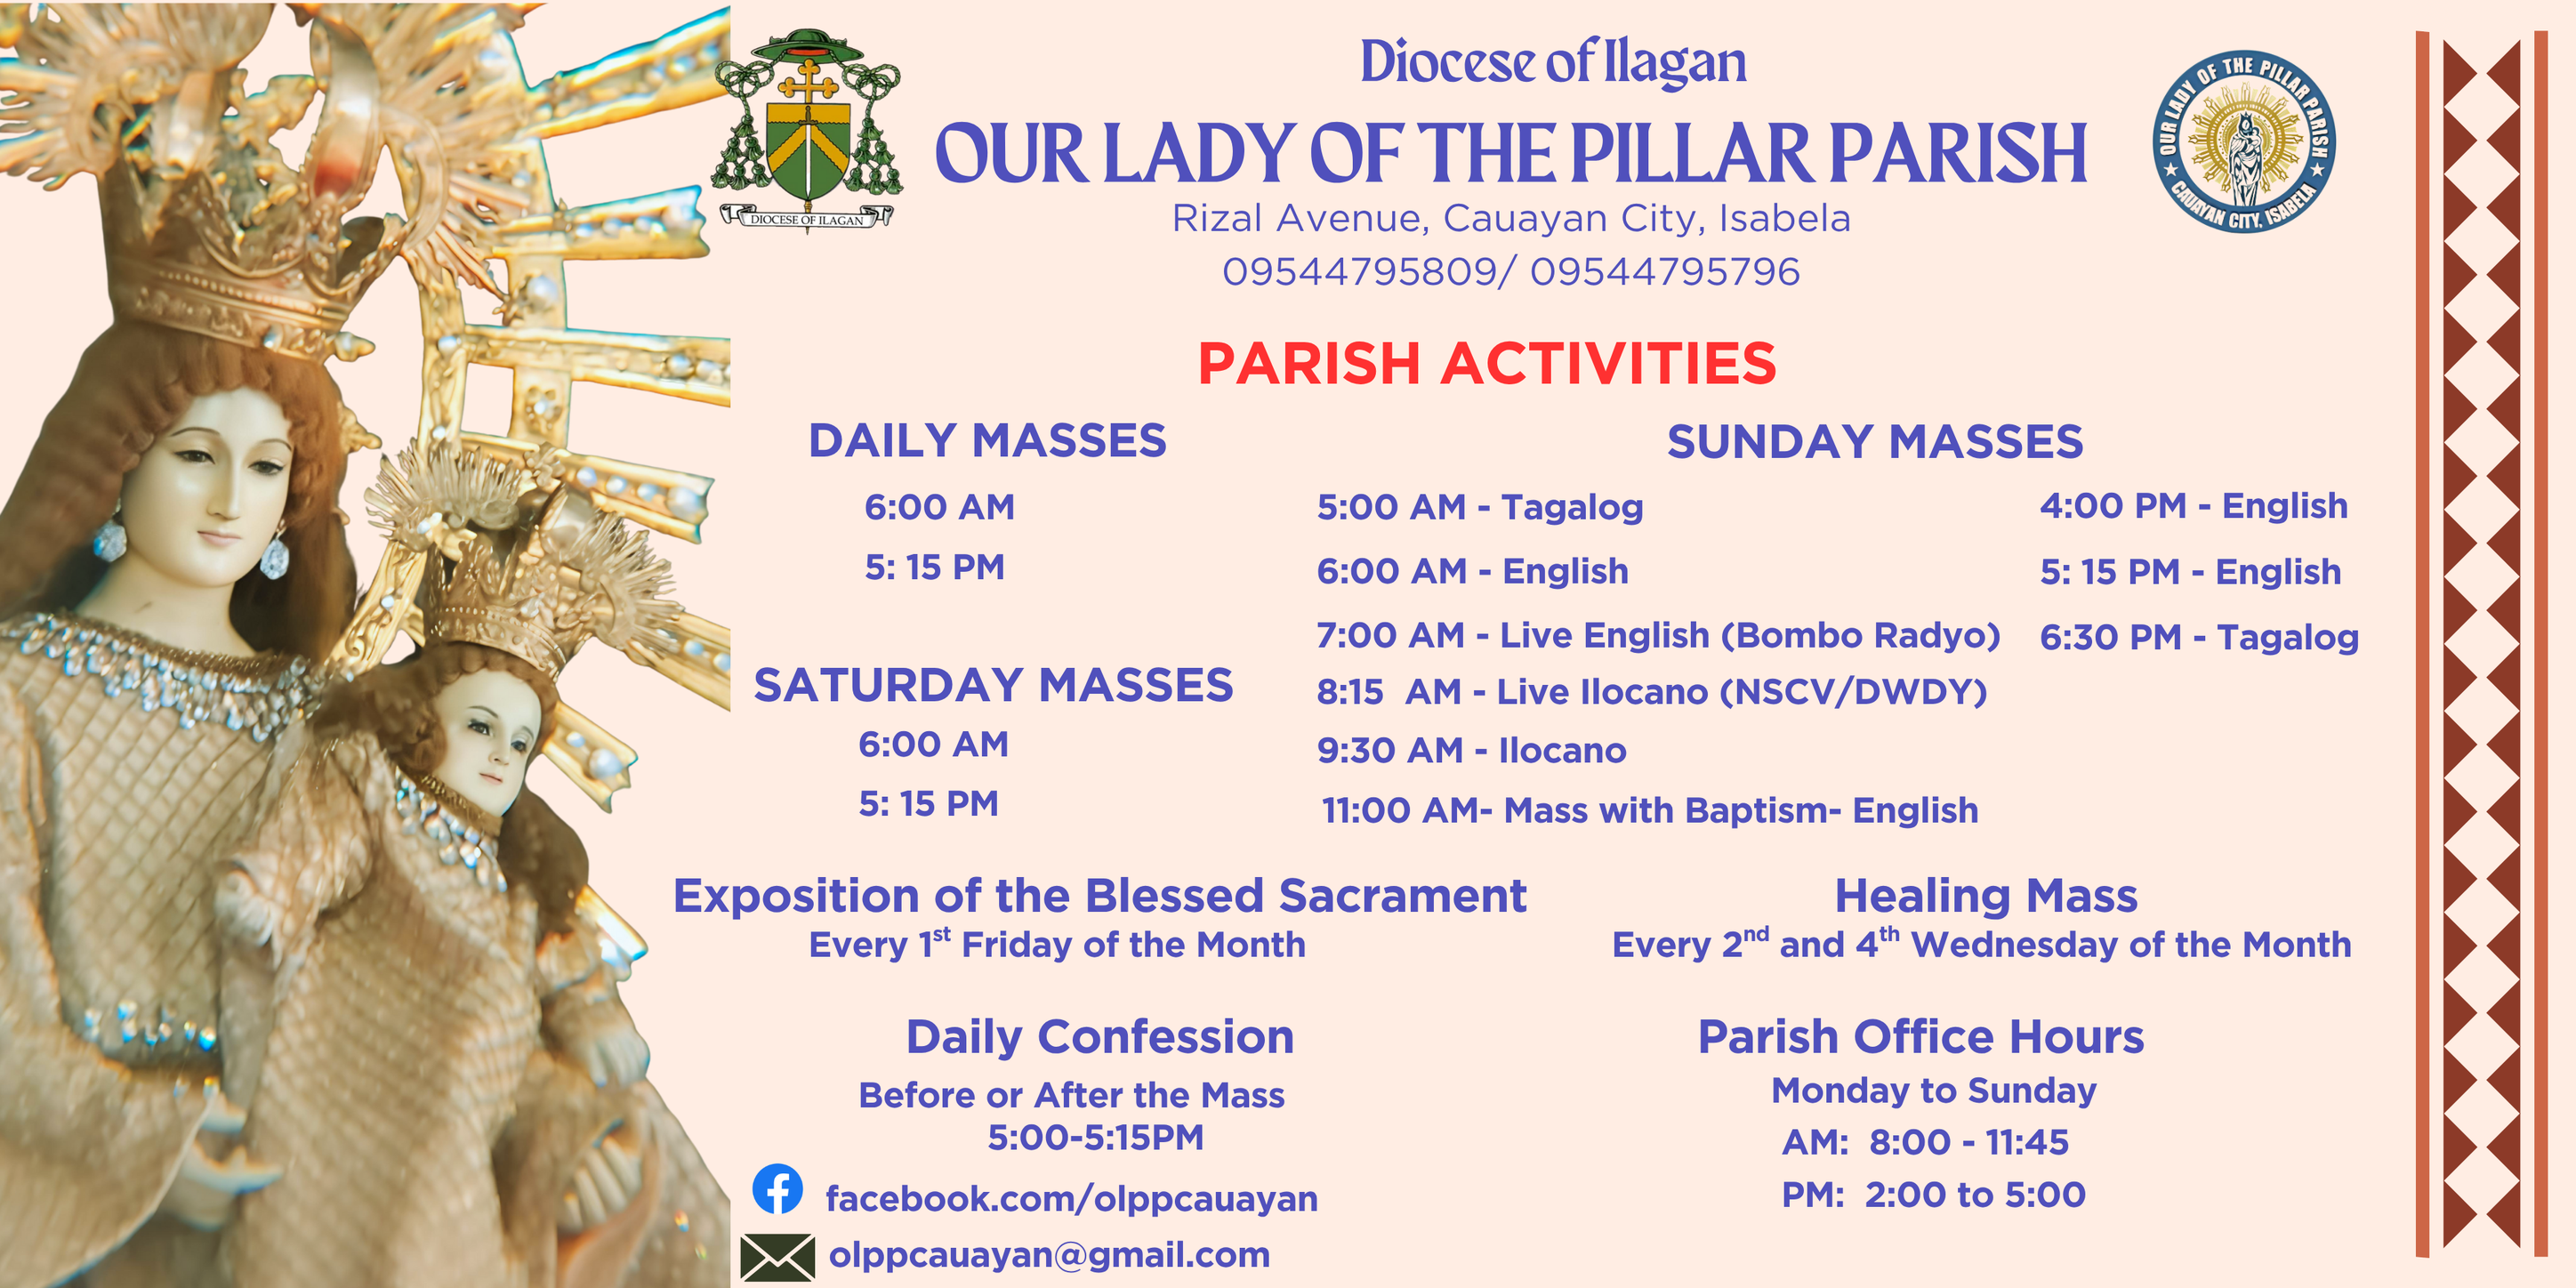 Diocese of Ilagan
OUR LADY OF THE PILLAR PARISH
Rizal Avenue, Cauayan City, Isabela
09544795809/ 09544795796
DIOCESE OF ILAGAN
OUR LADY OF THE PILLAR PARISH
CAUAYAN CITY, ISABELA
PARISH ACTIVITIES
DAILY MASSES
6:00 AM
5: 15 PM
SATURDAY MASSES
6:00 AM
5: 15 PM
SUNDAY MASSES
5:00 AM - Tagalog
6:00 AM - English
7:00 AM - Live English (Bombo Radyo)
8:15 AM - Live Ilocano (NSCV/DWDY)
9:30 AM - Ilocano
11:00 AM- Mass with Baptism- English
4:00 PM - English
5: 15 PM - English
6:30 PM - Tagalog
Exposition of the Blessed Sacrament
Every 1st Friday of the Month
Healing Mass
Every 2nd and 4th Wednesday of the Month
Daily Confession
Before or After the Mass
5:00-5:15PM
Parish Office Hours
Monday to Sunday
AM: 8:00 - 11:45
PM: 2:00 to 5:00
facebook.com/olppcauayan
olppcauayan@gmail.com